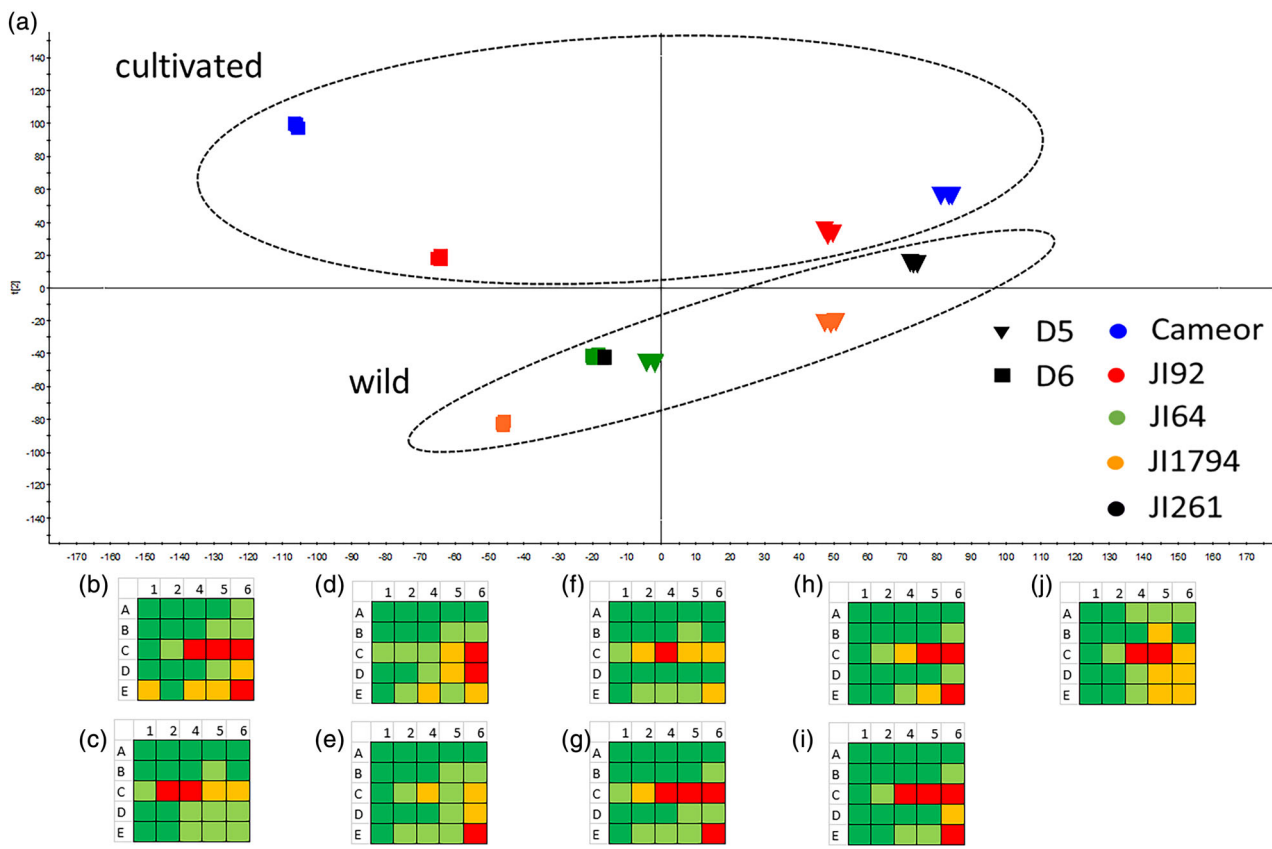 (a)
cultivated
wild
t[2]
140
120
100
80
60
40
20
0
-20
-40
-60
-80
-100
-120
-140
-170 -160 -150 -140 -130 -120 -110 -100 -90 -80 -70 -60 -50 -40 -30 -20 -10 0 10 20 30 40 50 60 70 80 90 100 110 120 130 140 150 160 170
D5 Cameor
D6 JI92
JI64
JI1794
JI261
(b) (d) (f) (h) (j)
1 2 4 5 6 1 2 4 5 6 1 2 4 5 6 1 2 4 5 6 1 2 4 5 6
A A A A A
B B B B B
C C C C C
D D D D D
E E E E E
(c) (e) (g) (i)
1 2 4 5 6 1 2 4 5 6 1 2 4 5 6 1 2 4 5 6
A A A A
B B B B
C C C C
D D D D
E E E E